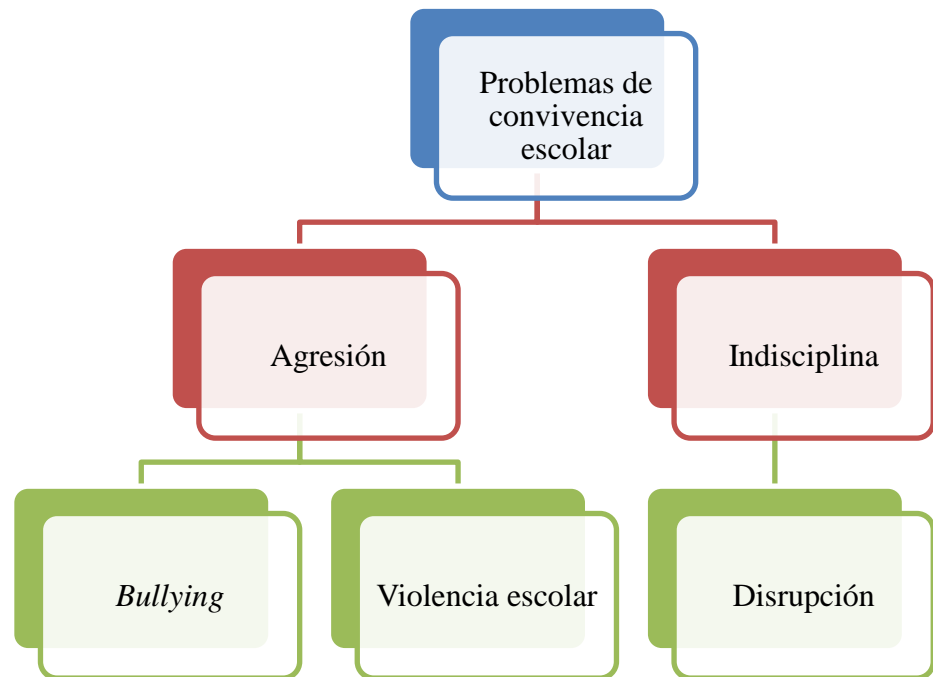 Problemas de
convivencia
escolar
Agresión
Indisciplina
Bullying
Violencia escolar
Disrupción